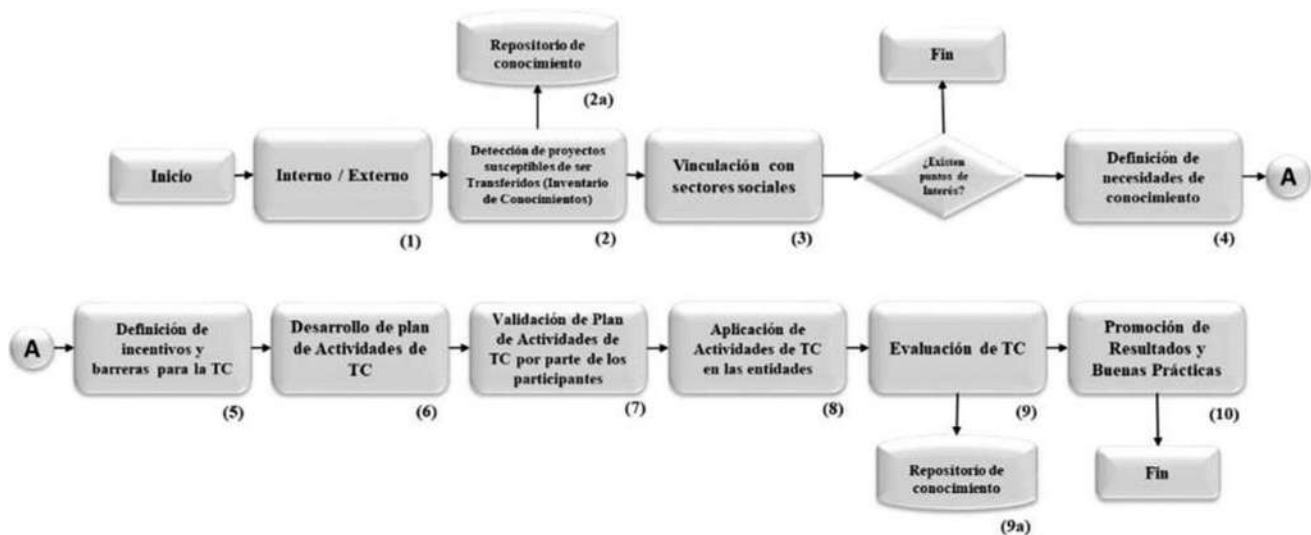 Repositorio de
conocimiento
(2a)
Fin
Inicio
Interno / Externo
(1)
Detección de proyectos
susceptibles de ser
Transferidos (Inventario
de Conocimientos)
(2)
Vinculación con
sectores sociales
(3)
¿Existen
puntos de
Interés?
Definición de
necesidades de
conocimiento
(4)
A
A
Definición de
incentivos y
barreras para la TC
(5)
Desarrollo de plan
de Actividades de
TC
(6)
Validación de Plan
de Actividades de
TC por parte de los
participantes
(7)
Aplicación de
Actividades de TC
en las entidades
(8)
Evaluación de TC
(9)
Promoción de
Resultados y
Buenas Prácticas
(10)
Repositorio de
conocimiento
(9a)
Fin